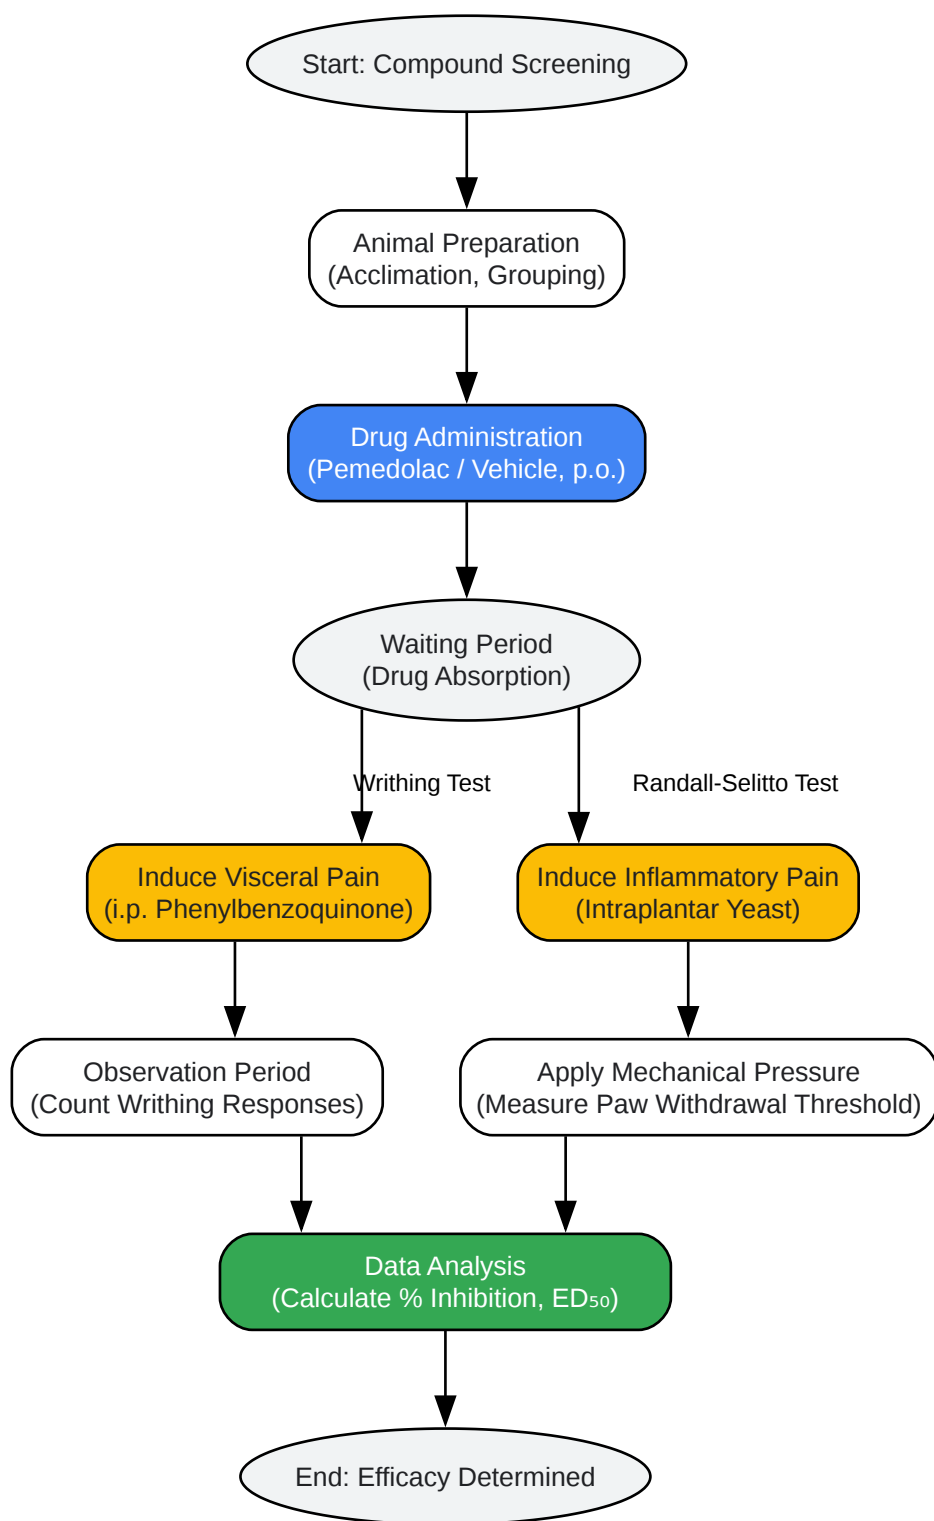 Start: Compound Screening
Animal Preparation
(Acclimation, Grouping)
Drug Administration
(Pemedolac / Vehicle, p.o.)
Waiting Period
(Drug Absorption)
Writhing Test
Randall-Selitto Test
Induce Visceral Pain
(i.p. Phenylbenzoquinone)
Induce Inflammatory Pain
(Intraplantar Yeast)
Observation Period
(Count Writhing Responses)
Apply Mechanical Pressure
(Measure Paw Withdrawal Threshold)
Data Analysis
(Calculate % Inhibition, ED₅₀)
End: Efficacy Determined